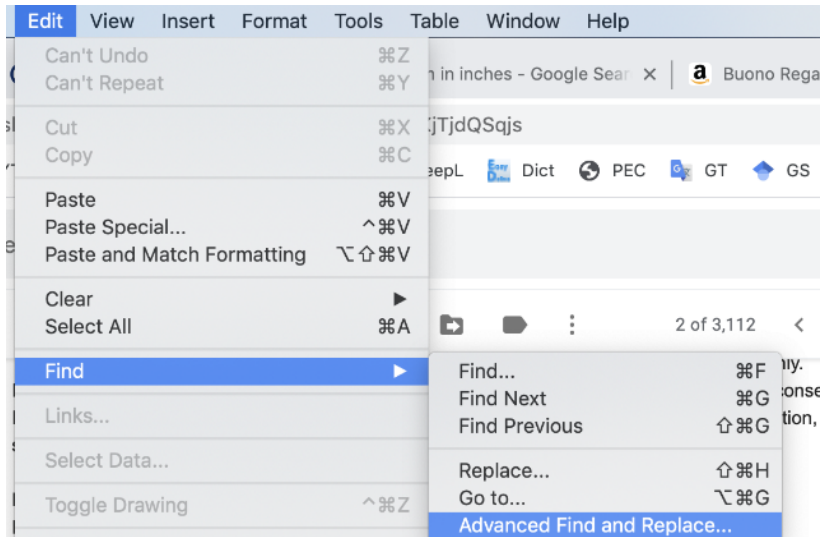 Edit View Insert Format Tools Table Window Help
Can't Undo ⌘Z
Can't Repeat ⌘Y
in inches - Google Sear × a Buono Rega
Cut ⌘X
jTjdQSqjs
Copy ⌘C
eepL Easy Dict PEC GT GS
Paste ⌘V
Paste Special... ^⌘V
Paste and Match Formatting ⌥⇧⌘V
Clear ▶
Select All ⌘A
2 of 3,112 <
Find ▶
Find... ⌘F
Find Next ⌘G
Find Previous ⇧⌘G
tion,
Links...
Select Data...
Replace... ⇧⌘H
Go to... ⌥⌘G
Toggle Drawing ^⌘Z
Advanced Find and Replace...